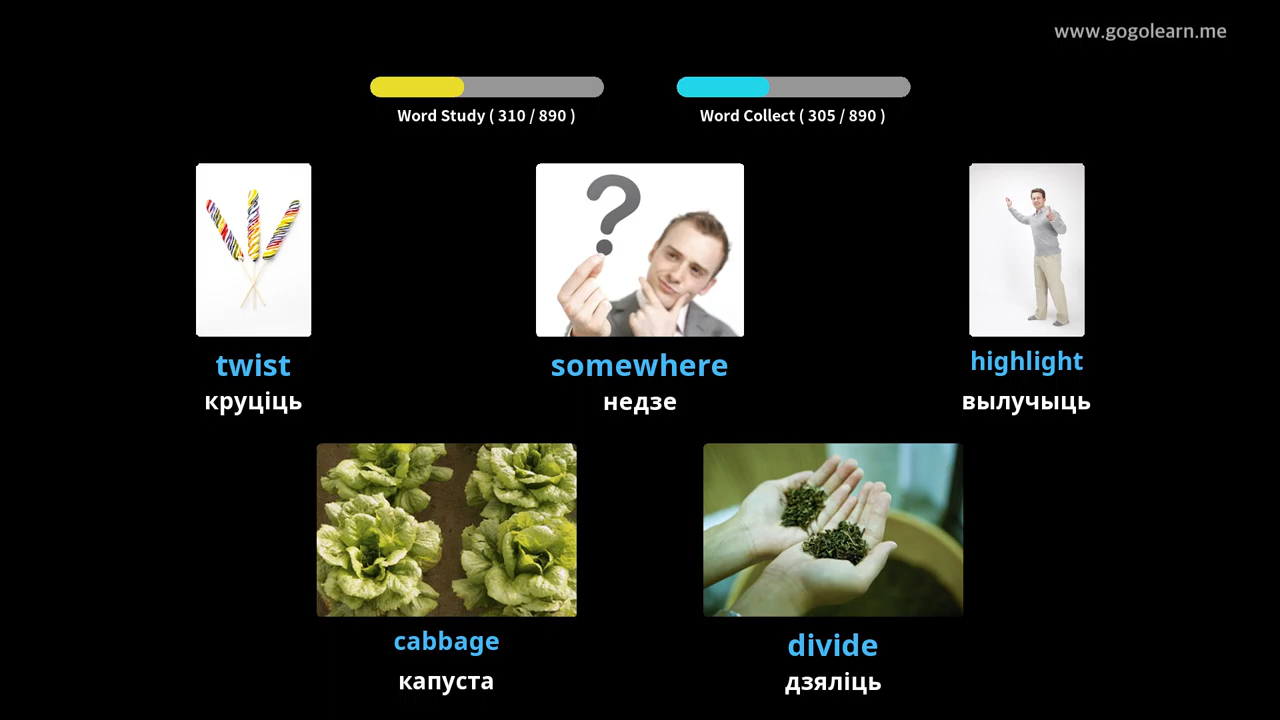 www.gogolearn.me
Word Study ( 310 / 890 )
Word Collect ( 305 / 890 )
twist
круціць
somewhere
недзе
highlight
вылучыць
cabbage
капуста
divide
дзяліць